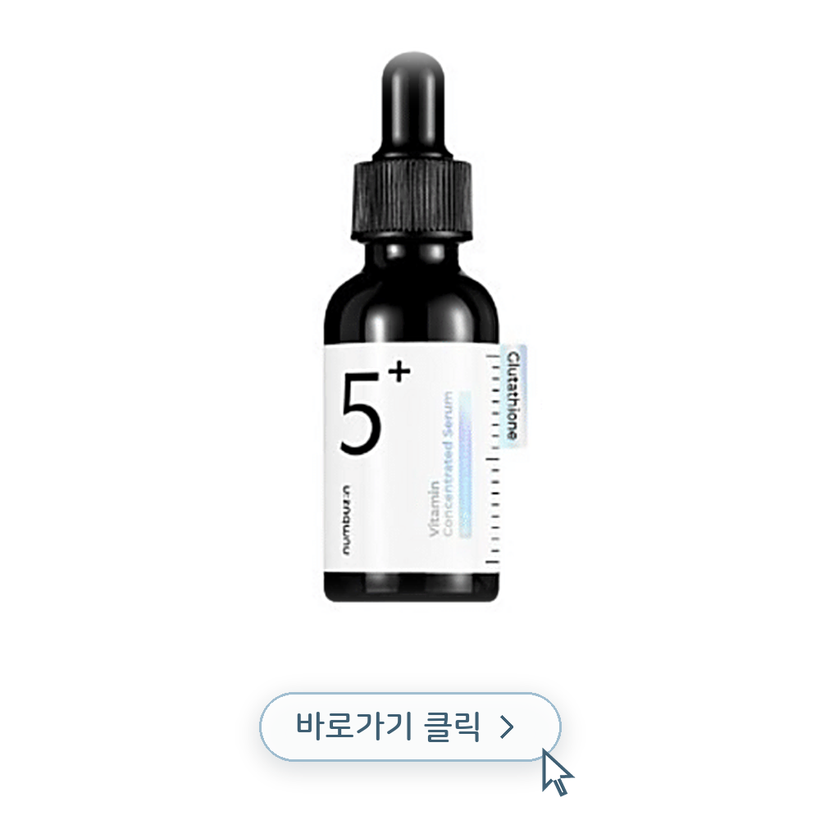 5+
numbuzin
Vitamin
Concentrated Serum
Glutathione
바로가기 클릭 >